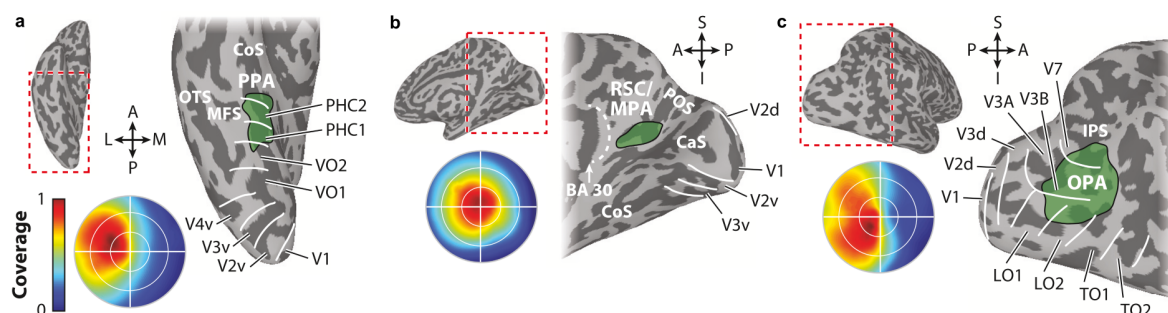 a
CoS
PPA
OTS
MFS
PHC2
PHC1
VO2
VO1
V4v
V3v
V2v
V1
A
L M
P
1
Coverage
0
b
S
A P
I
RSC/
MPA
POS
V2d
CaS
V1
BA 30
V2v
CoS
V3v
c
S
P A
I
V7
V3A
V3B
V3d
IPS
V2d
OPA
V1
LO1
LO2
TO1
TO2